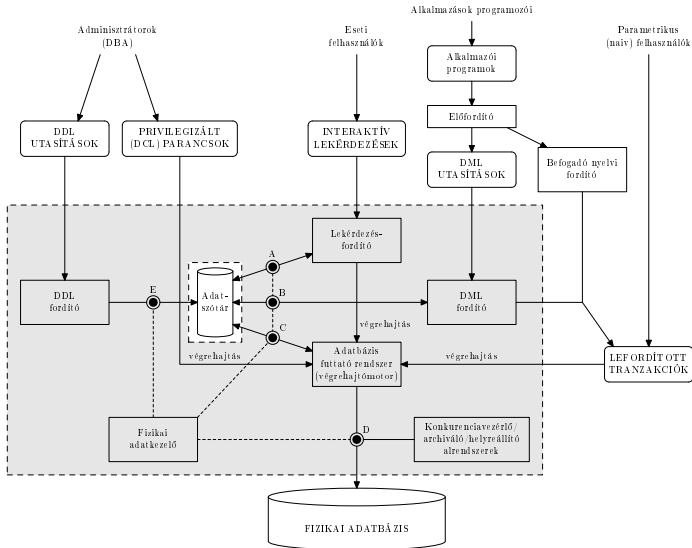 Alkalmazások programozói
Adminisztrátorok
(DBA)
Eseti
felhasználók
Parametrikus
(naiv) felhasználók
Alkalmazói
programok
Előfordító
DDL
UTASÍTÁSOK
PRIVILEGIZÁLT
(DCL) PARANCSOK
INTERAKTÍV
LEKÉRDEZÉSEK
DML
UTASÍTÁSOK
Befogadó nyelvi
fordító
Lekérdezés-
fordító
A
DDL
fordító
E
Adat-
szótár
B
DML
fordító
C
végrehajtás
végrehajtás
Adatbázis
futtató rendszer
(végrehajtómotor)
végrehajtás
LEFORDÍTOTT
TRANZAKCIÓK
Fizikai
adatkezelő
D
Konkurenciavezérlő/
archiváló/helyreállító
alrendszerek
FIZIKAI ADATBÁZIS